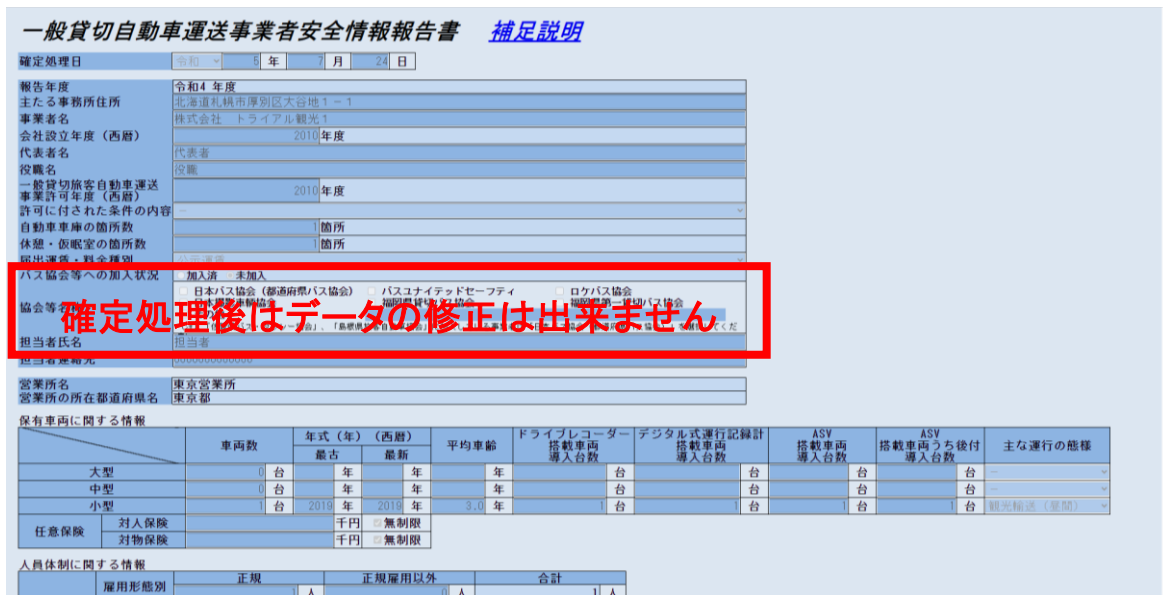 一般貸切自動車運送事業者安全情報報告書 補足説明
確定処理日 令和 5 年 7 月 24 日
報告年度 令和4 年度
主たる事務所住所 北海道札幌市厚別区大谷地1-1
事業者名 株式会社 トライアル観光1
会社設立年度（西暦） 2010 年度
代表者名 代表者
役職名 役職
一般貸切旅客自動車運送
事業許可年度（西暦） 2010 年度
許可に付された条件の内容 -
自動車車庫の箇所数 1 箇所
休憩・仮眠室の箇所数 1 箇所
届出運賃・料金種別 公示運賃
バス協会等への加入状況 加入済 未加入
日本バス協会（都道府県バス協会） バスユナイテッドセーフティ ロケバス協会
協会等名
確定処理後はデータの修正は出来ません
担当者氏名 担当者
担当者連絡先
営業所名 東京営業所
営業所の所在都道府県名 東京都
保有車両に関する情報
車両数 年式（年）（西暦） 平均車齢 ドライブレコーダー搭載車両導入台数 デジタル式運行記録計搭載車両導入台数 ASV搭載車両導入台数 ASV搭載車両うち後付導入台数 主な運行の態様
最古 最新
大型 0 台 年 年 年 台 台 台 台 -
中型 0 台 年 年 年 台 台 台 台 -
小型 1 台 2019 年 2019 年 3.0 年 1 台 1 台 1 台 1 台 観光輸送（昼間）
任意保険 対人保険 千円 無制限
対物保険 千円 無制限
人員体制に関する情報
雇用形態別 正規 正規雇用以外 合計
1 人 0 人 1 人